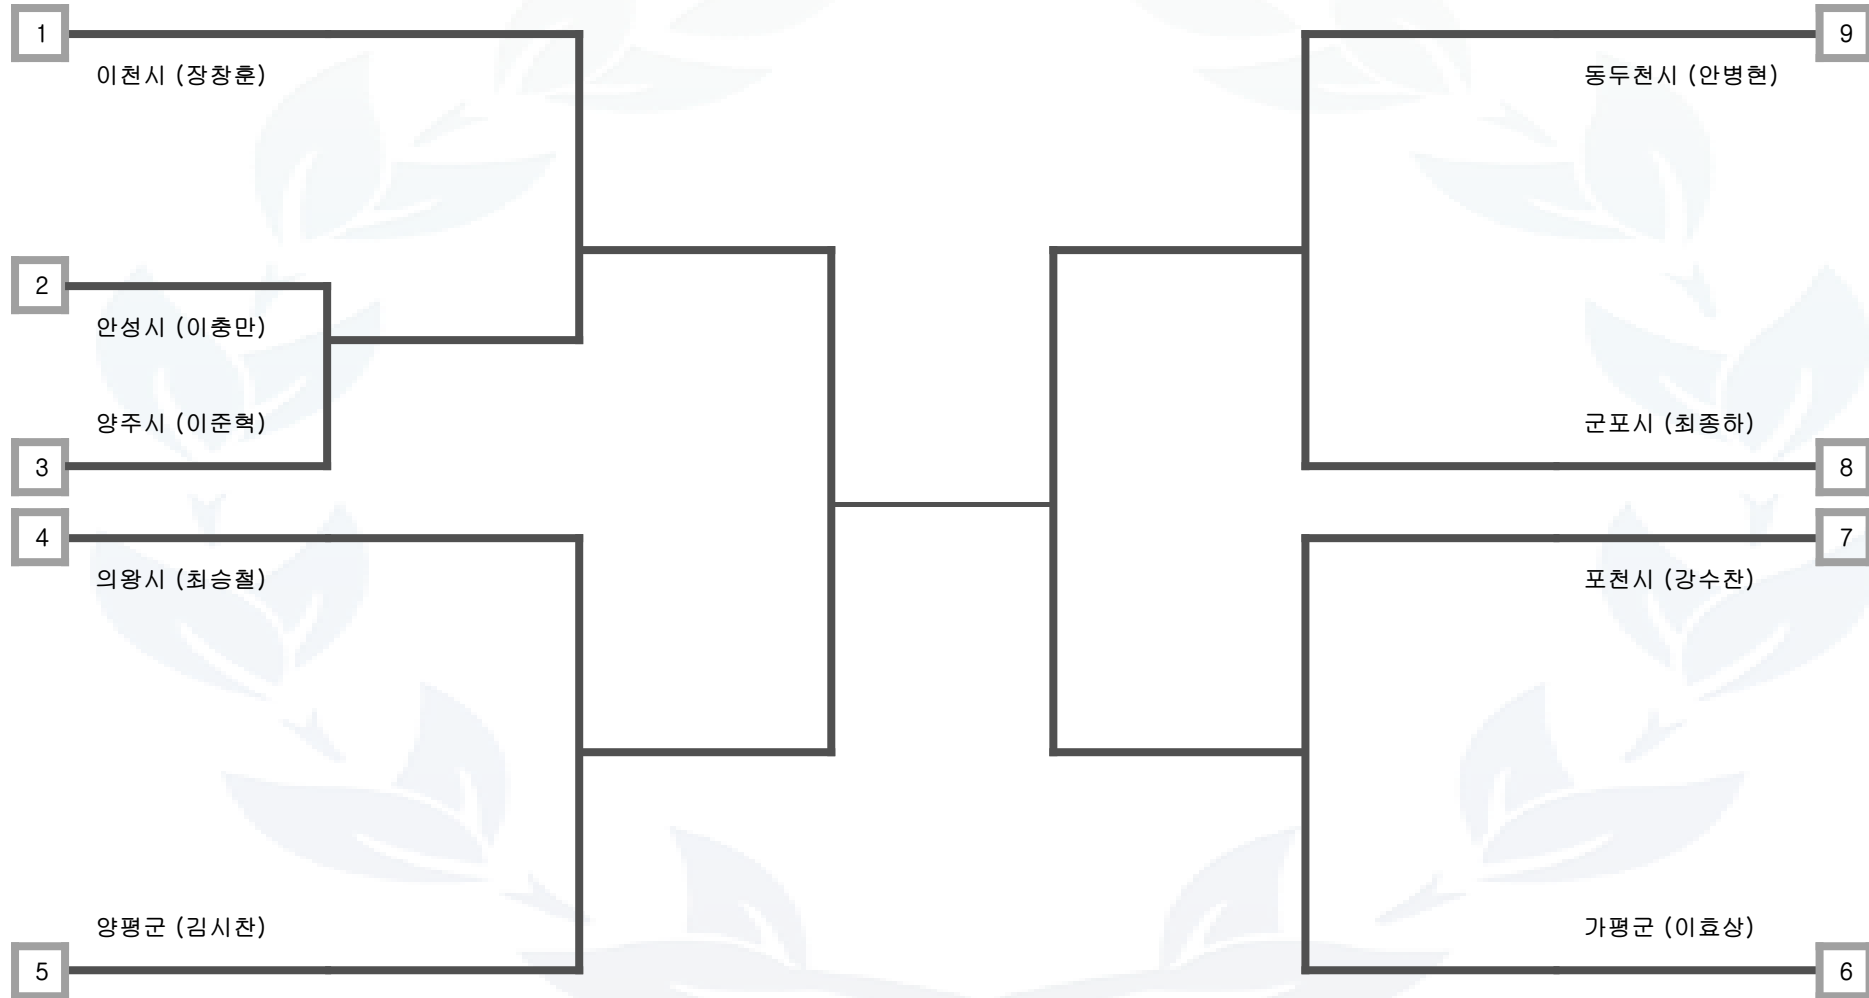 1
이천시 (장창훈)
2
안성시 (이충만)
양주시 (이준혁)
3
4
의왕시 (최승철)
양평군 (김시찬)
5
9
동두천시 (안병현)
군포시 (최종하)
8
7
포천시 (강수찬)
가평군 (이효상)
6